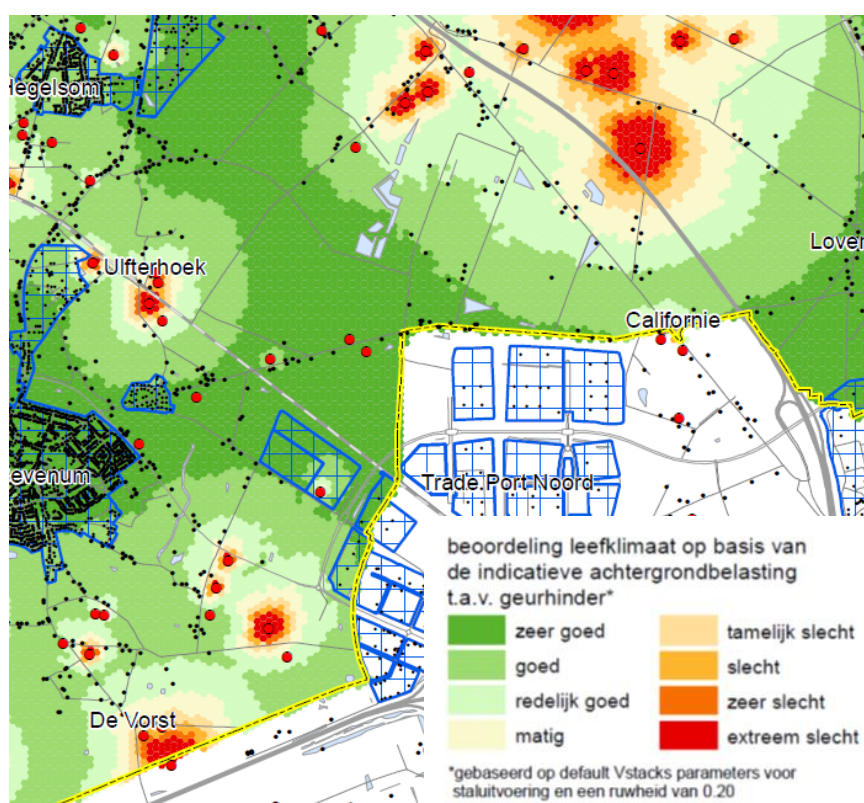 Hegelsom
Ulfterhoek
Lover
Californie
evenum
Trade Port Noord
De Vorst
beoordeling leefklimaat op basis van
de indicatieve achtergrondbelasting
t.a.v. geurhinder*
zeer goed
goed
redelijk goed
matig
tamelijk slecht
slecht
zeer slecht
extreem slecht
*gebaseerd op default Vstacks parameters voor
staluitvoering en een ruwheid van 0.20